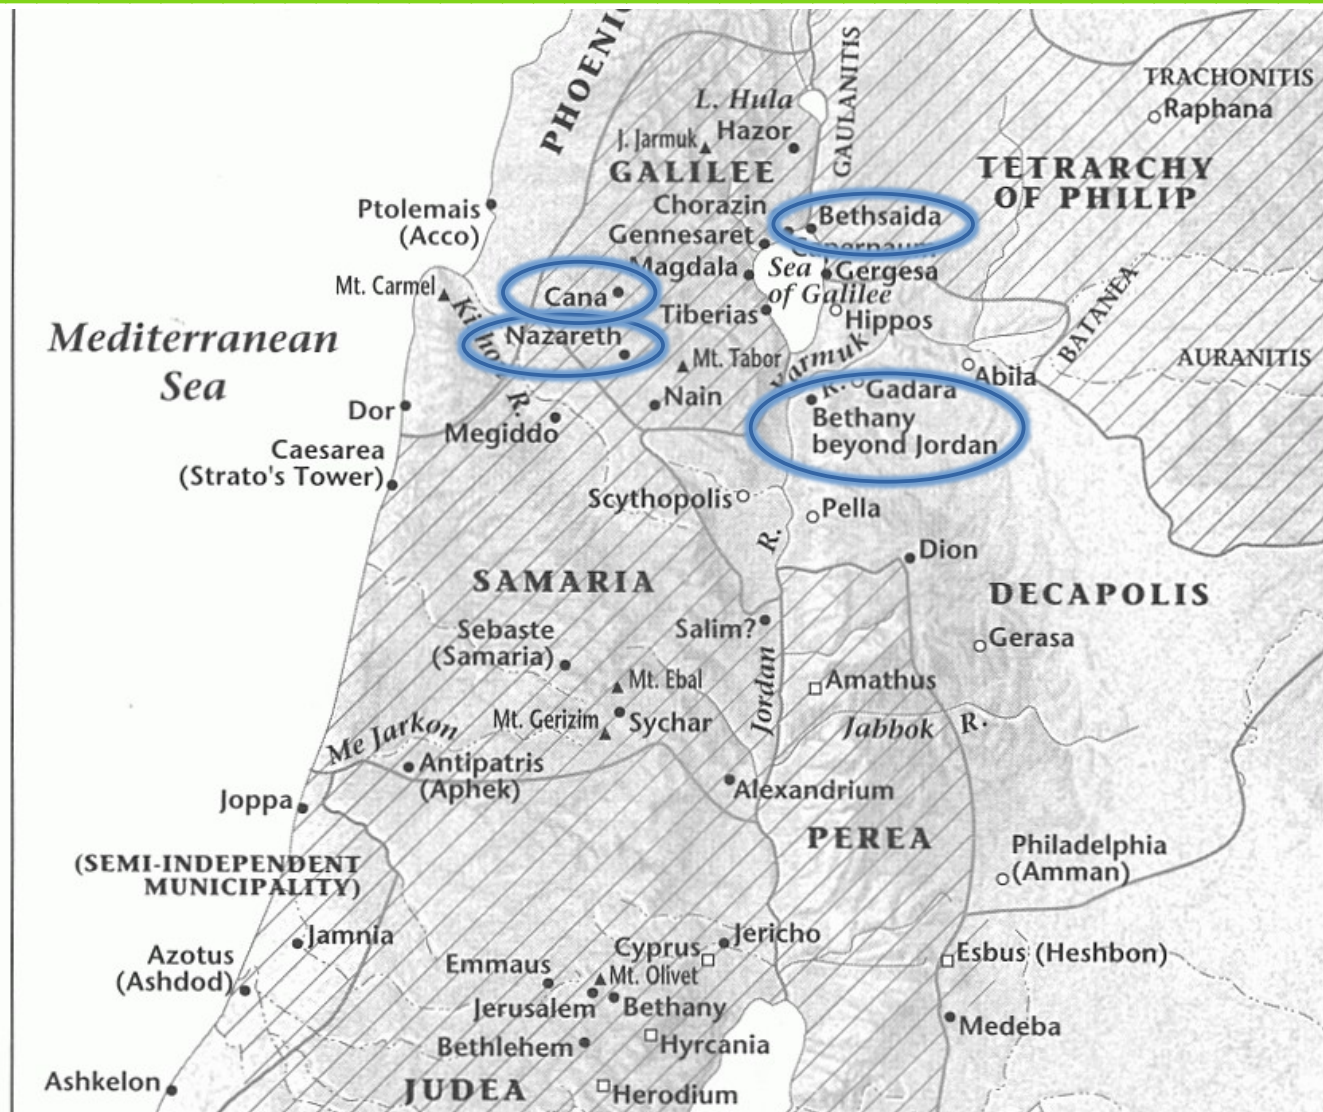 PHOENIC
GAULANITIS
TRACHONITIS
Raphana
L. Hula
J. Jarmuk
Hazor
GALILEE
TETRARCHY
OF PHILIP
Ptolemais
(Acco)
Chorazin
Bethsaida
Gennesaret
Capernaum
Magdala
Sea
of Galilee
Gergesa
Mt. Carmel
Cana
Tiberias
Hippos
BATANEA
Mediterranean
Sea
Nazareth
R.
Mt. Tabor
Yarmuk
R.
Abila
AURANITIS
Dor
Nain
Gadara
Megiddo
Bethany
beyond Jordan
Caesarea
(Strato's Tower)
Scythopolis
Pella
R.
Dion
SAMARIA
DECAPOLIS
Sebaste
(Samaria)
Salim?
Gerasa
Mt. Ebal
Jordan
Amathus
Mt. Gerizim
Sychar
Jabbok R.
Me Jarkon
Antipatris
(Aphek)
Alexandrium
Joppa
PEREA
(SEMI-INDEPENDENT
MUNICIPALITY)
Philadelphia
(Amman)
Jamnia
Cyprus
Jericho
Azotus
(Ashdod)
Emmaus
Mt. Olivet
Esbus (Heshbon)
Jerusalem
Bethany
Medeba
Bethlehem
Hyrcania
Ashkelon
JUDEA
Herodium